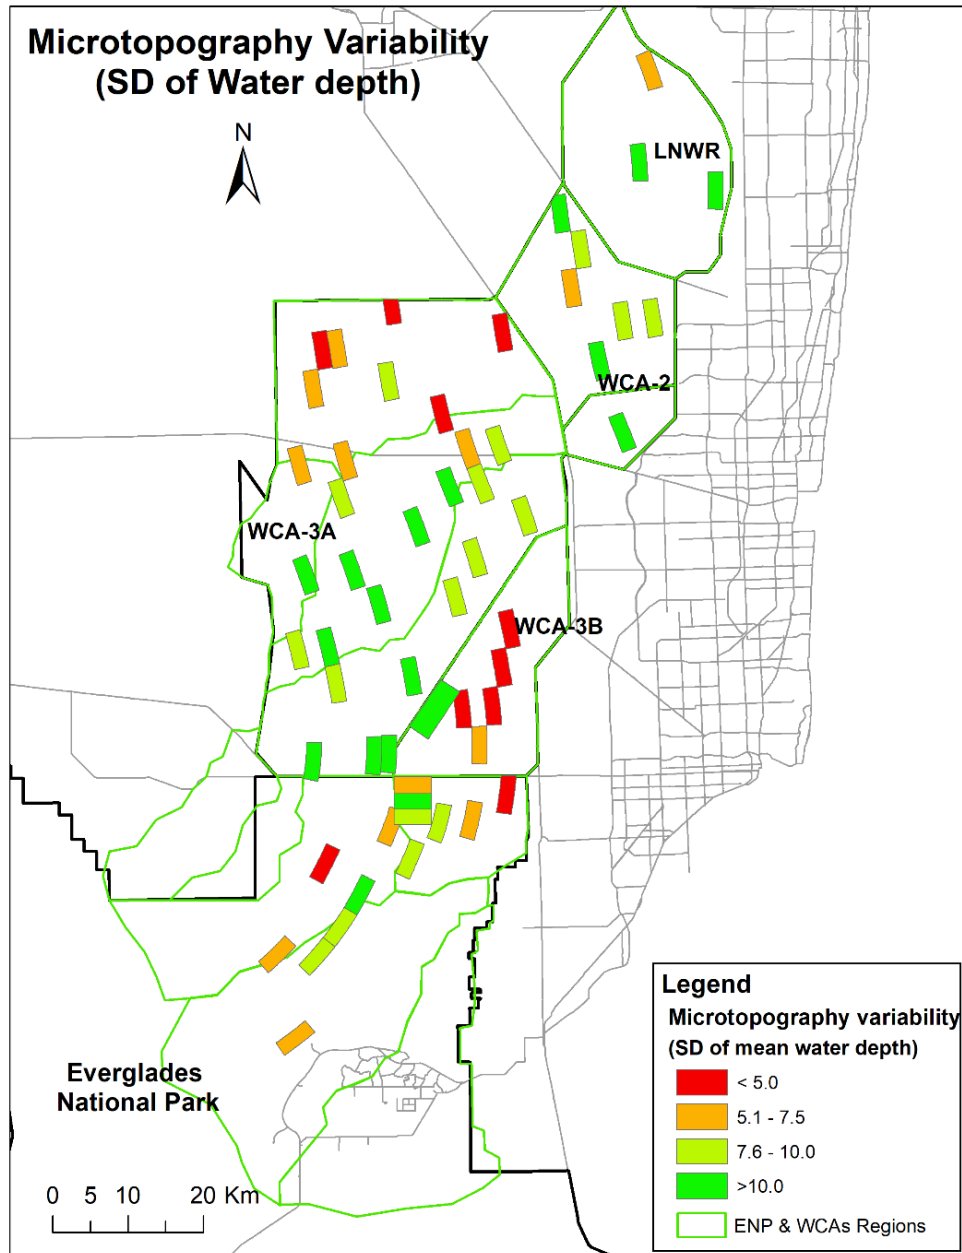 Microtopography Variability
(SD of Water depth)
N
LNWR
WCA-2
WCA-3A
WCA-3B
Everglades
National Park
0 5 10 20 Km
Legend
Microtopography variability
(SD of mean water depth)
< 5.0
5.1 - 7.5
7.6 - 10.0
>10.0
ENP & WCAs Regions